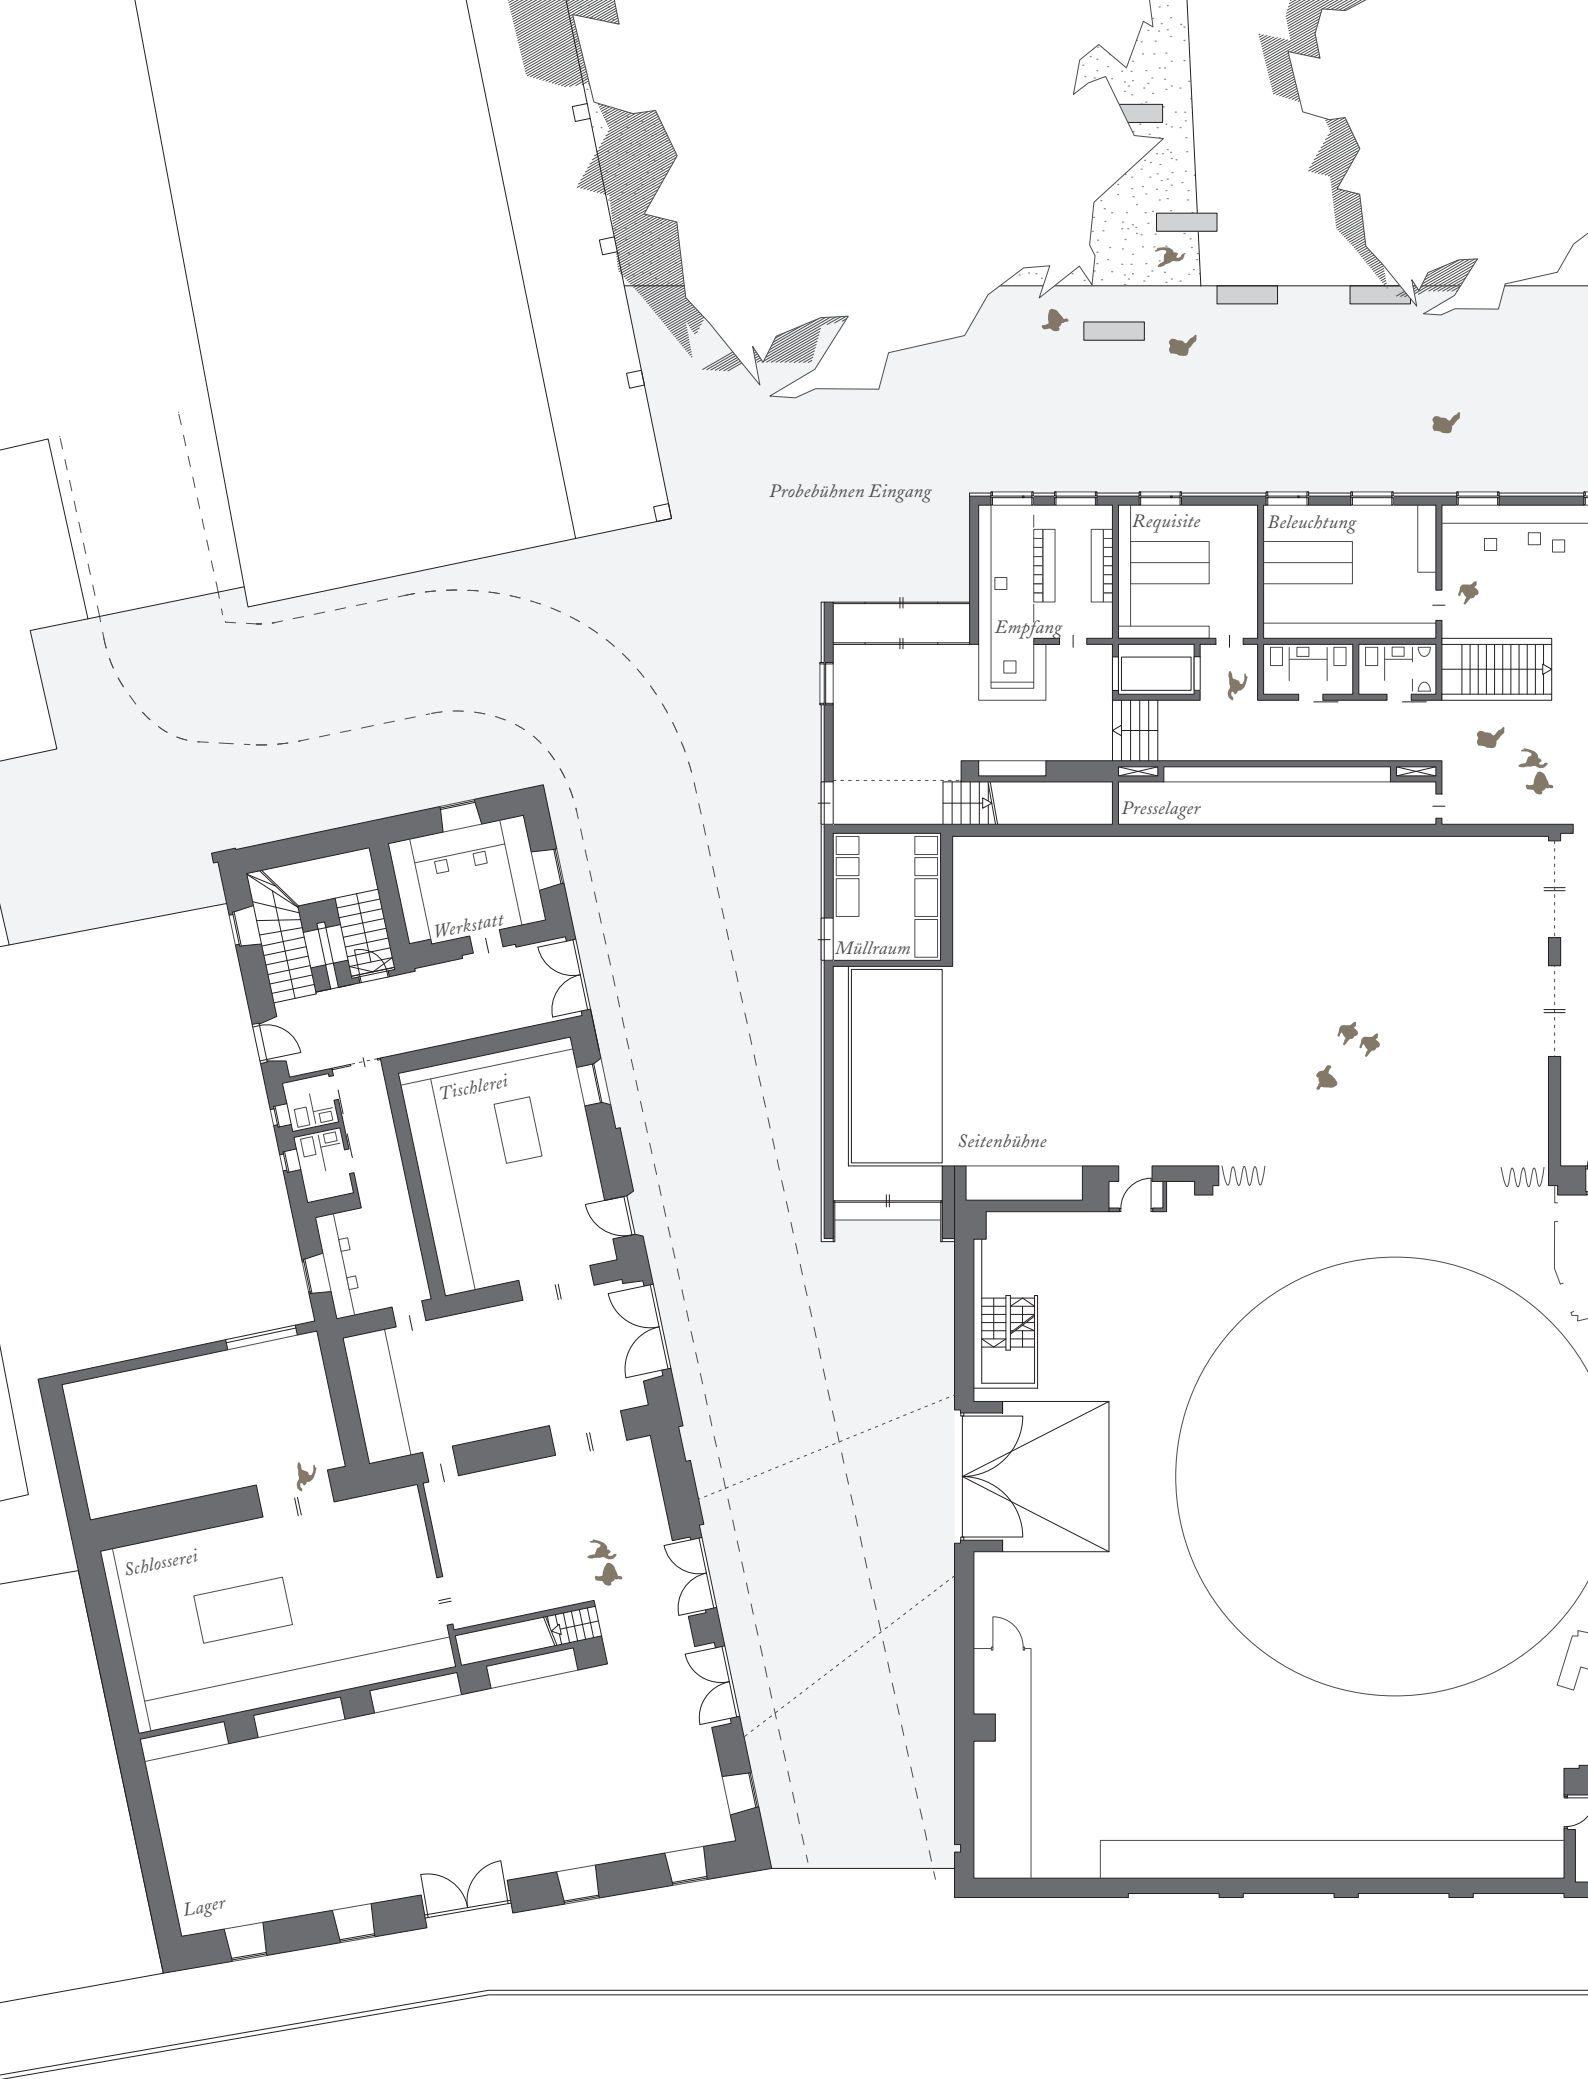 Probebühnen Eingang
Requisite
Beleuchtung
Empfang
Presselager
Werkstatt
Müllraum
Tischlerei
Seitenbühne
Schlosserei
Lager